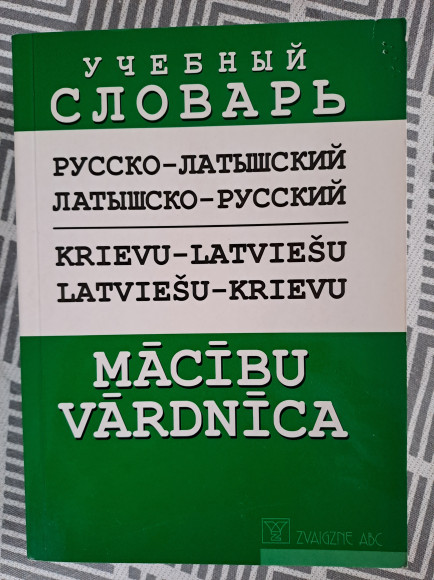 УЧЕБНЫЙ
СЛОВАРЬ
РУССКО-ЛАТЫШСКИЙ
ЛАТЫШСКО-РУССКИЙ
KRIEVU-LATVIEŠU
LATVIEŠU-KRIEVU
MĀCĪBU
VĀRDNĪCA
ZVAIGZNE ABC